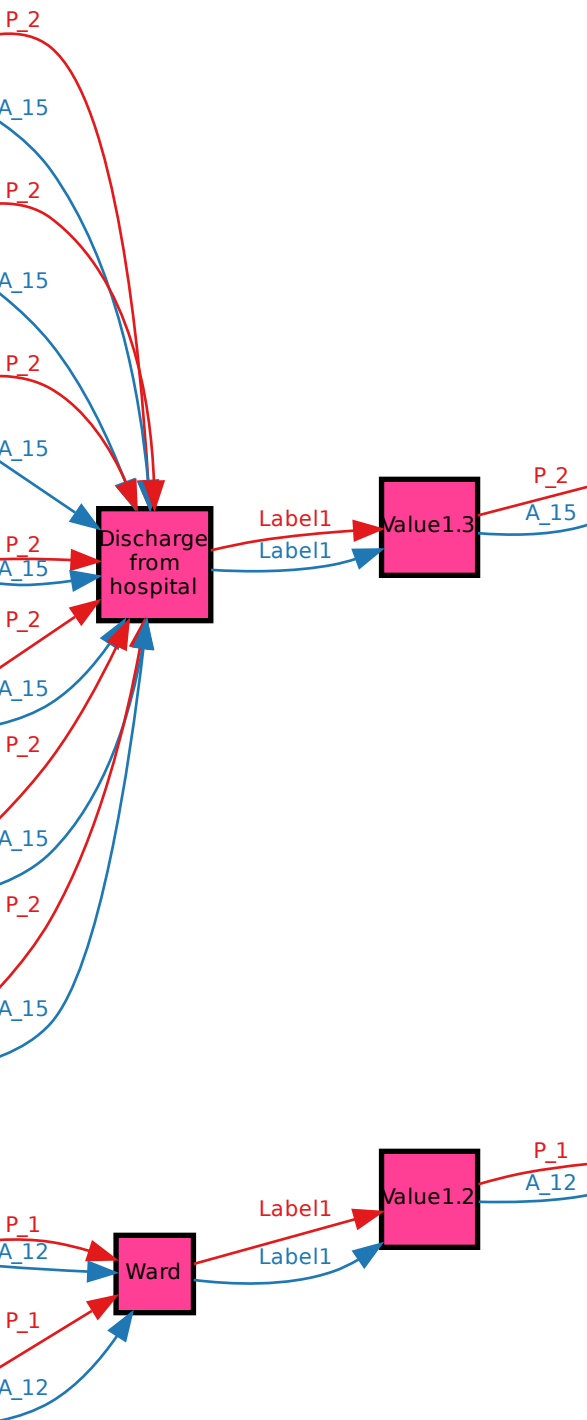 P_2
A_15
P_2
A_15
P_2
A_15
P_2
A_15
P_2
A_15
P_2
A_15
P_2
A_15
Discharge
from
hospital
Label1
Label1
Value1.3
P_2
A_15
P_1
A_12
P_1
A_12
Ward
Label1
Label1
Value1.2
P_1
A_12